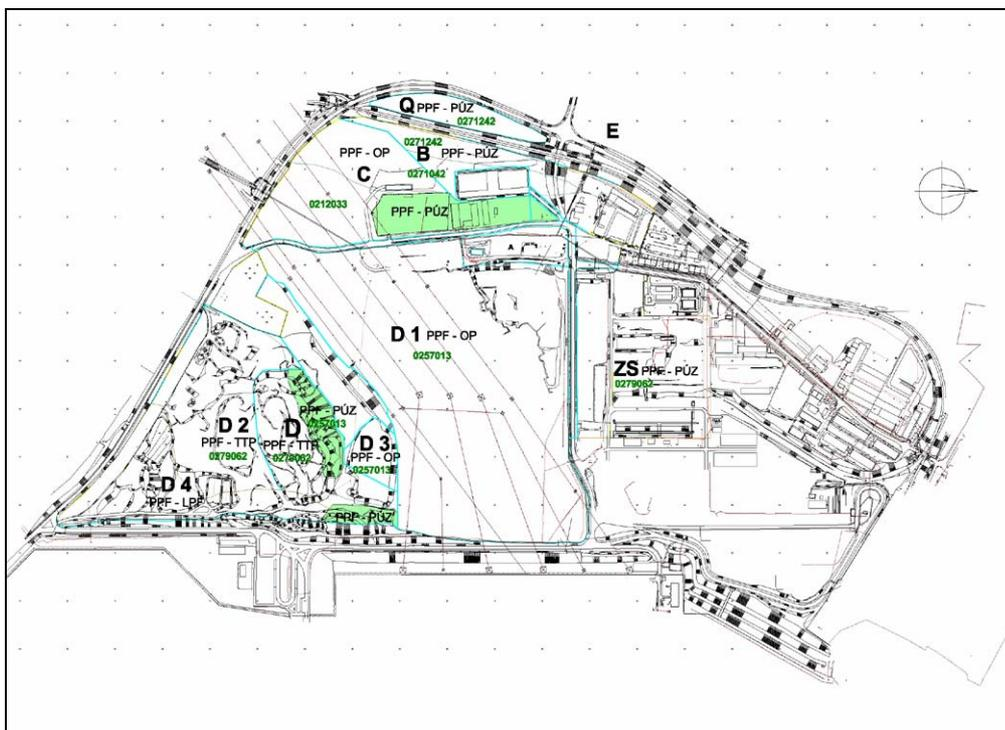 Q PPF - PÚZ
0271242
E
0271242
PPF - OP
B PPF - PÚZ
0271042
C
0212033
PPF - PÚZ
A
D 1 PPF - OP
0257013
ZS PPF - PÚZ
0279062
PPF - PÚZ
0257013
D 2
PPF - TTP
0279062
D
PPF - TTP
D 3
PPF - OP
0257013
D 4
PPF - LPF
PPF - PÚZ